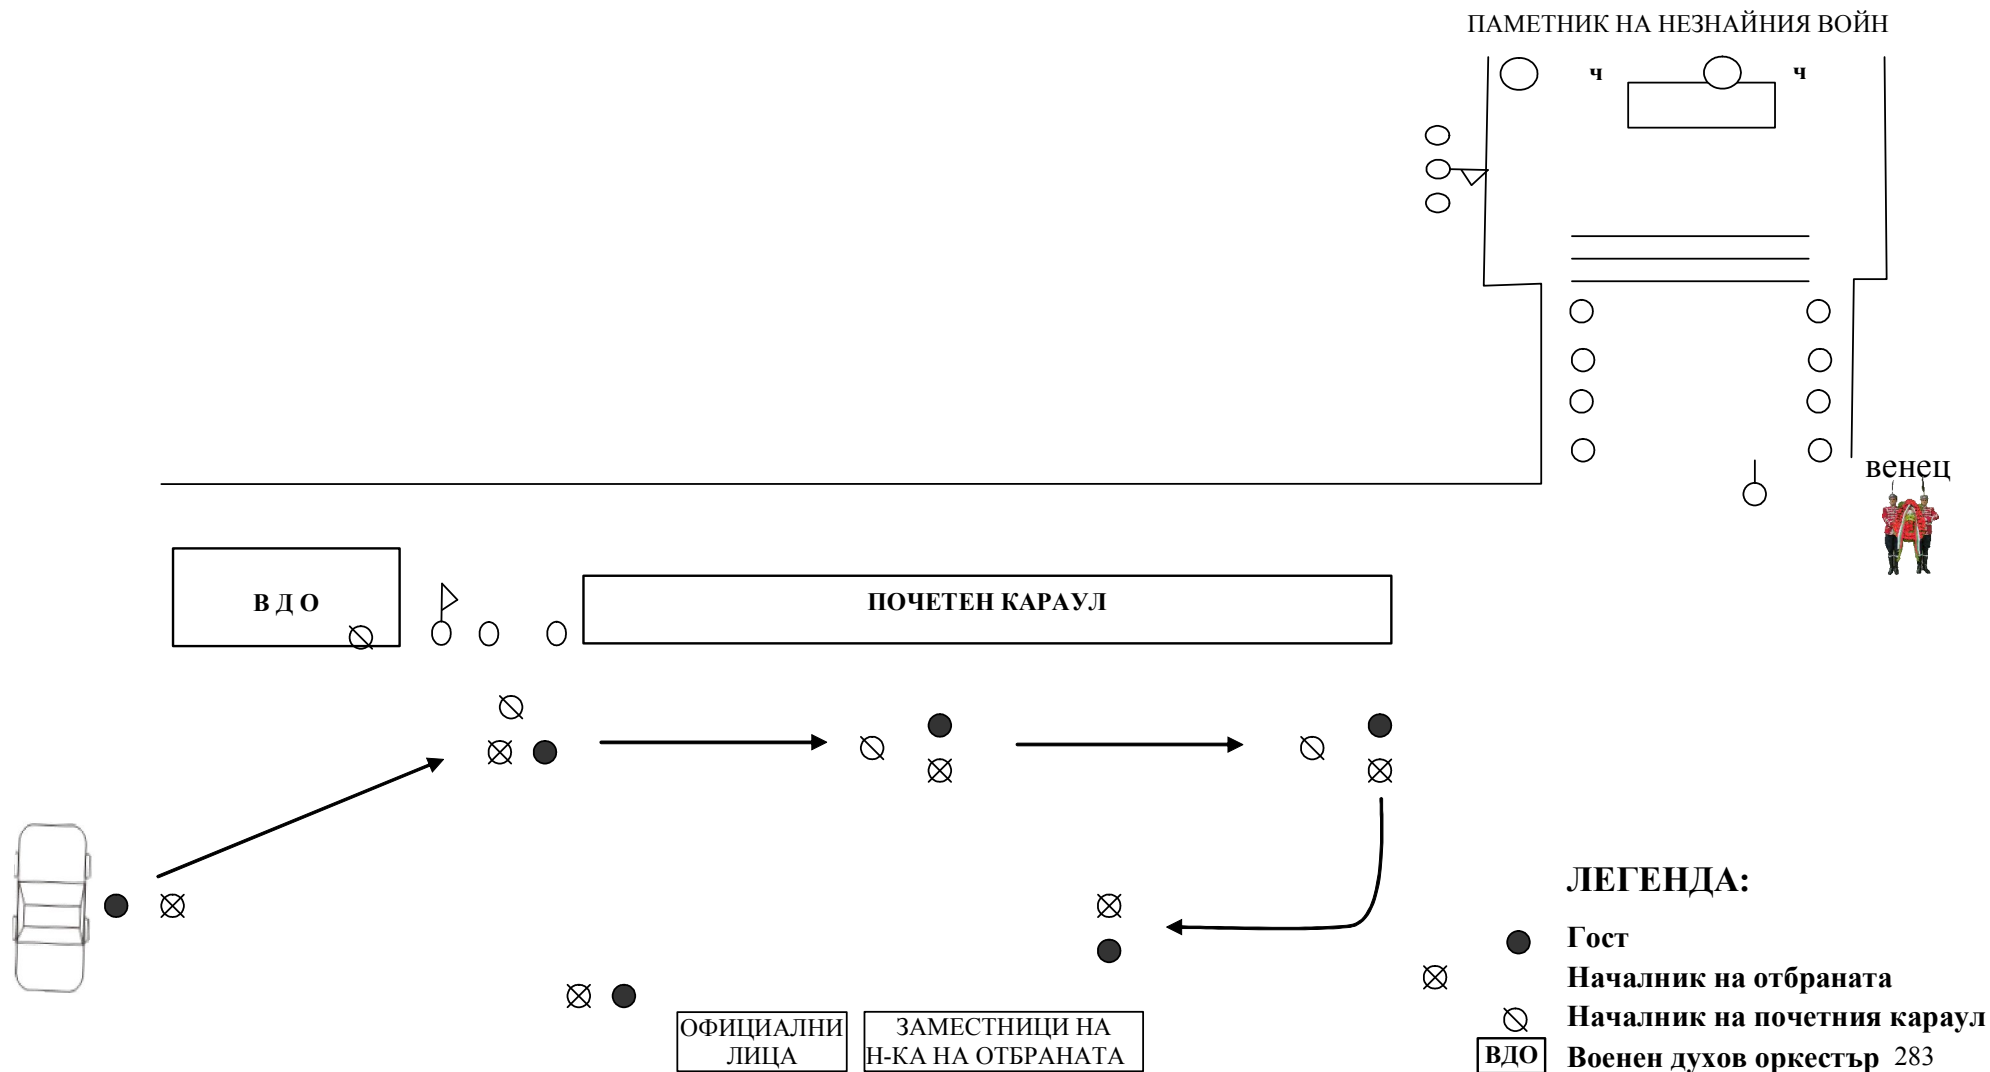 ПАМЕТНИК НА НЕЗНАЙНИЯ ВОЙН
ч ч
венец
В Д О
ПОЧЕТЕН КАРАУЛ
ОФИЦИАЛНИ
ЛИЦА
ЗАМЕСТНИЦИ НА
Н-КА НА ОТБРАНАТА
ЛЕГЕНДА:
Гост
Началник на отбраната
Началник на почетния караул
ВДО Военен духов оркестър 283